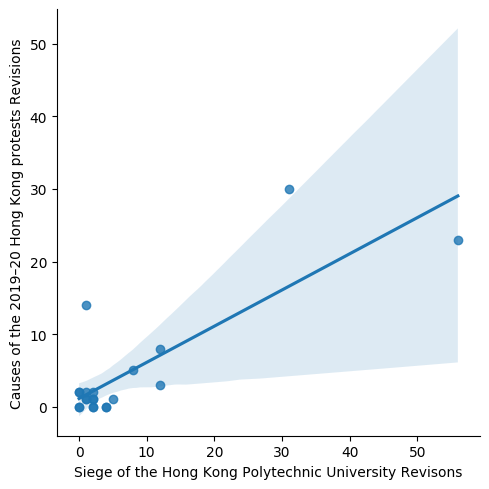 Causes of the 2019–20 Hong Kong protests Revisions
50
40
30
20
10
0
0 10 20 30 40 50
Siege of the Hong Kong Polytechnic University Revisons